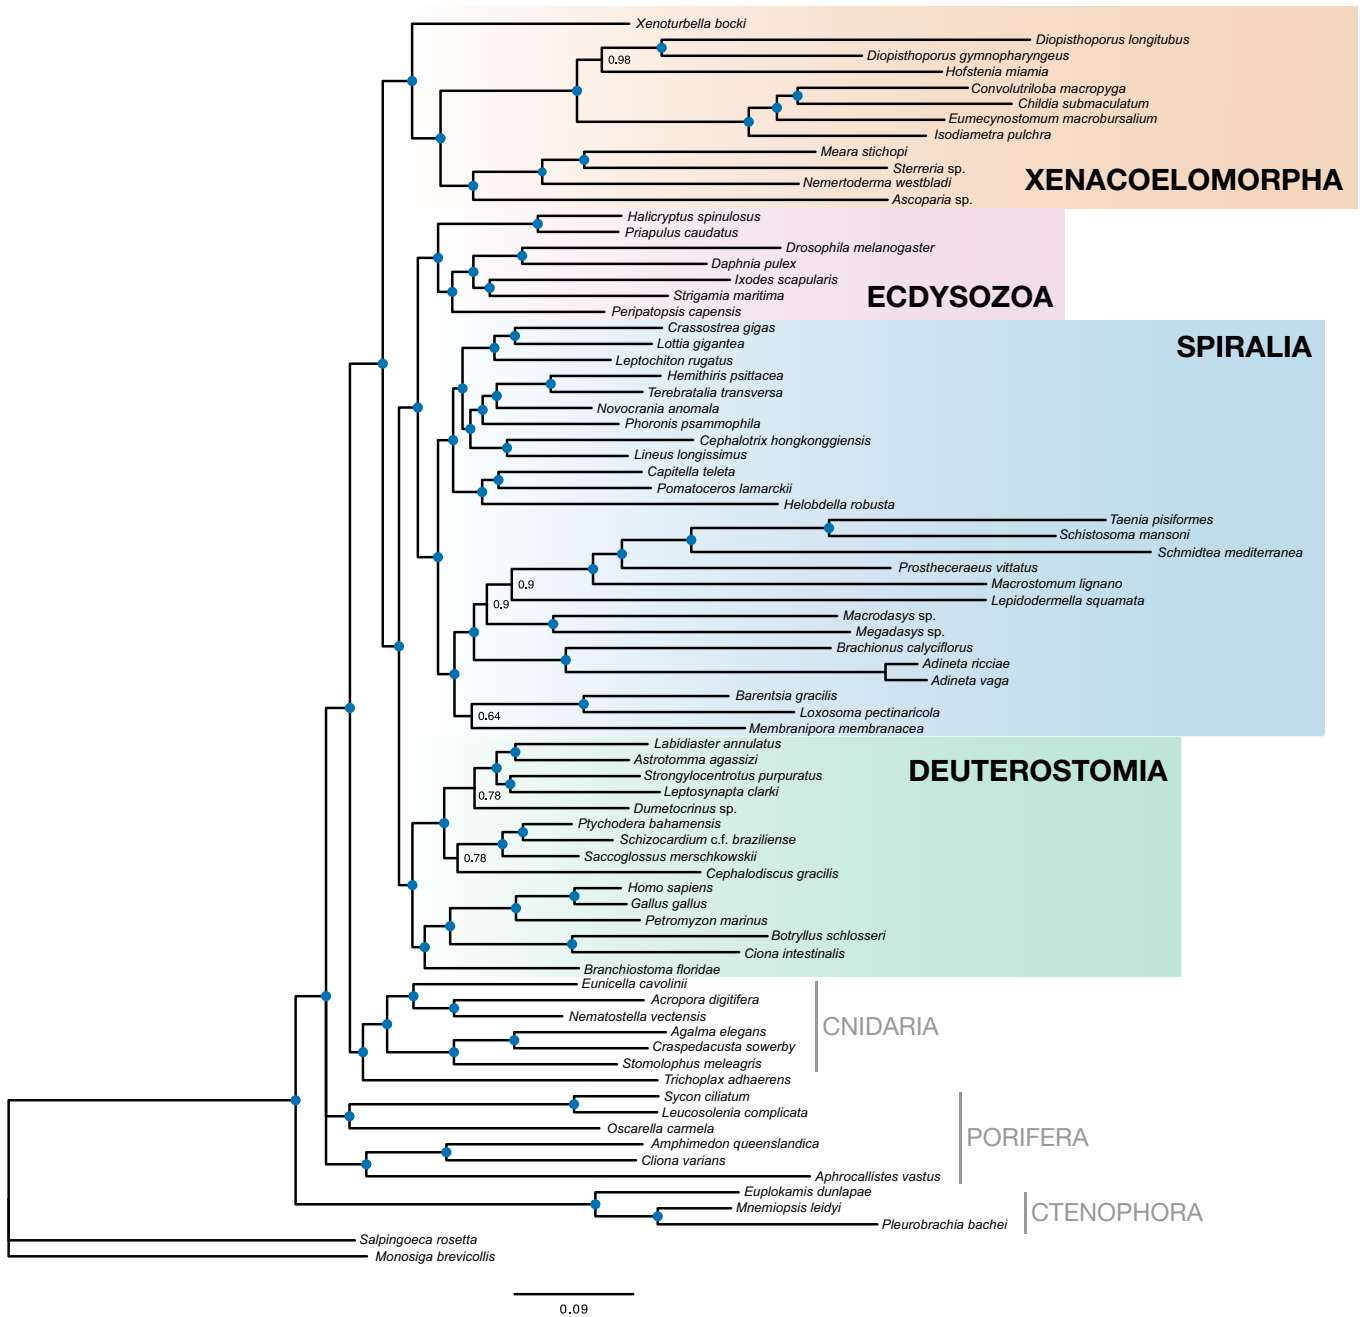 Xenoturbella bocki
Diopisthoporus longitubus
Diopisthoporus gymnopharyngeus
0.98
Hofstenia miamia
Convolutriloba macropyga
Childia submaculatum
Eumecynostomum macrobursalium
Isodiametra pulchra
Meara stichopi
Sterreria sp.
XENACOELOMORPHA
Nemertoderma westbladi
Ascoparia sp.
Halicryptus spinulosus
Priapulus caudatus
Drosophila melanogaster
Daphnia pulex
Ixodes scapularis
ECDYSOZOA
Strigamia maritima
Peripatopsis capensis
Crassostrea gigas
Lottia gigantea
SPIRALIA
Leptochiton rugatus
Hemithiris psittacea
Terebratalia transversa
Novocrania anomala
Phoronis psammophila
Cephalotrix hongkonggiensis
Lineus longissimus
Capitella teleta
Pomatoceros lamarckii
Helobdella robusta
Taenia pisiformes
Schistosoma mansoni
Schmidtea mediterranea
Prostheceraeus vittatus
0.9
Macrostomum lignano
0.9
Lepidodermella squamata
Macrodasys sp.
Megadasys sp.
Brachionus calyciflorus
Adineta ricciae
Adineta vaga
Barentsia gracilis
0.64
Loxosoma pectinaricola
Membranipora membranacea
Labidiaster annulatus
Astrotomma agassizi
DEUTEROSTOMIA
Strongylocentrotus purpuratus
0.78
Leptosynapta clarki
Dumetocrinus sp.
Ptychodera bahamensis
Schizocardium c.f. braziliense
0.78
Saccoglossus merschkowskii
Cephalodiscus gracilis
Homo sapiens
Gallus gallus
Petromyzon marinus
Botryllus schlosseri
Ciona intestinalis
Branchiostoma floridae
Eunicella cavolinii
Acropora digitifera
Nematostella vectensis
CNIDARIA
Agalma elegans
Craspedacusta sowerby
Stomolophus meleagris
Trichoplax adhaerens
Sycon ciliatum
Leucosolenia complicata
Oscarella carmela
PORIFERA
Amphimedon queenslandica
Cliona varians
Aphrocallistes vastus
Euplokamis dunlapae
Mnemiopsis leidyi
CTENOPHORA
Pleurobrachia bachei
Salpingoeca rosetta
Monosiga brevicollis
0.09